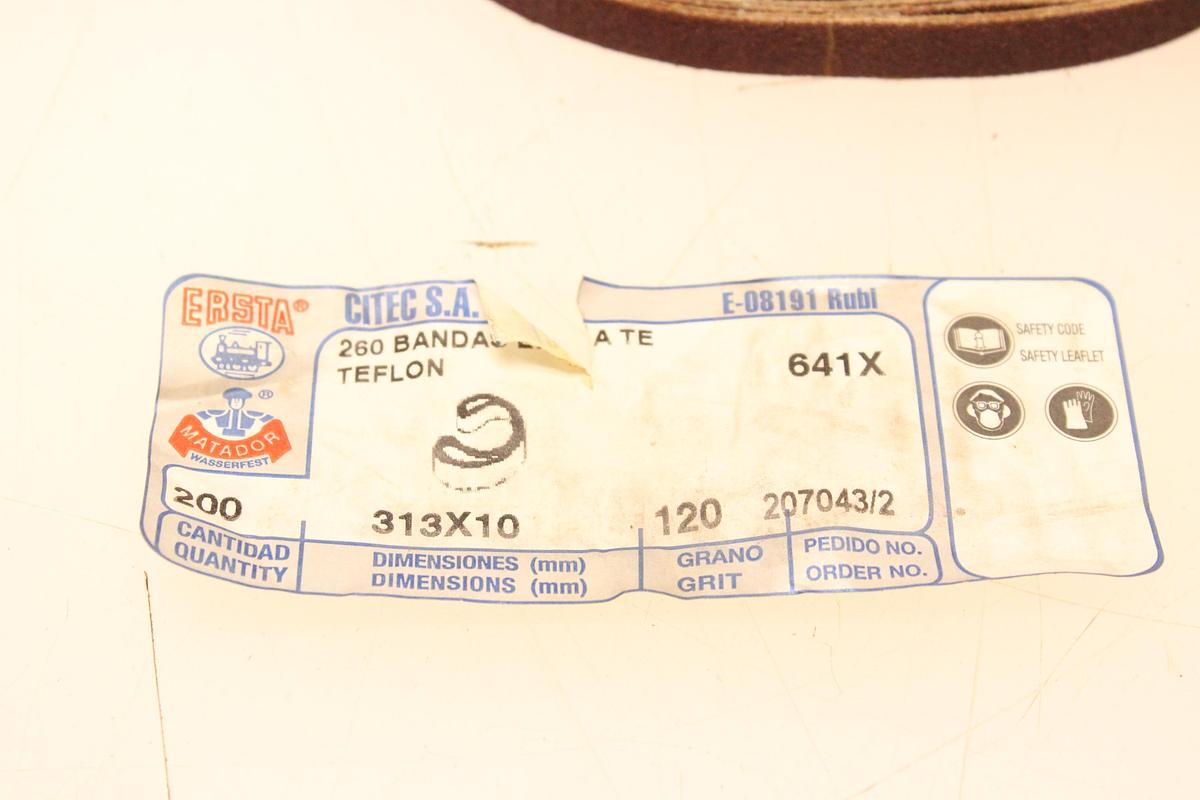 ERSTA®
CITEC S.A.
E-08191 Rubi
260 BANDAS A TE
TEFLON
641X
®
MATADOR
WASSERFEST
SAFETY CODE
SAFETY LEAFLET
200
313X10
120
207043/2
CANTIDAD
QUANTITY
DIMENSIONES (mm)
DIMENSIONS (mm)
GRANO
GRIT
PEDIDO NO.
ORDER NO.